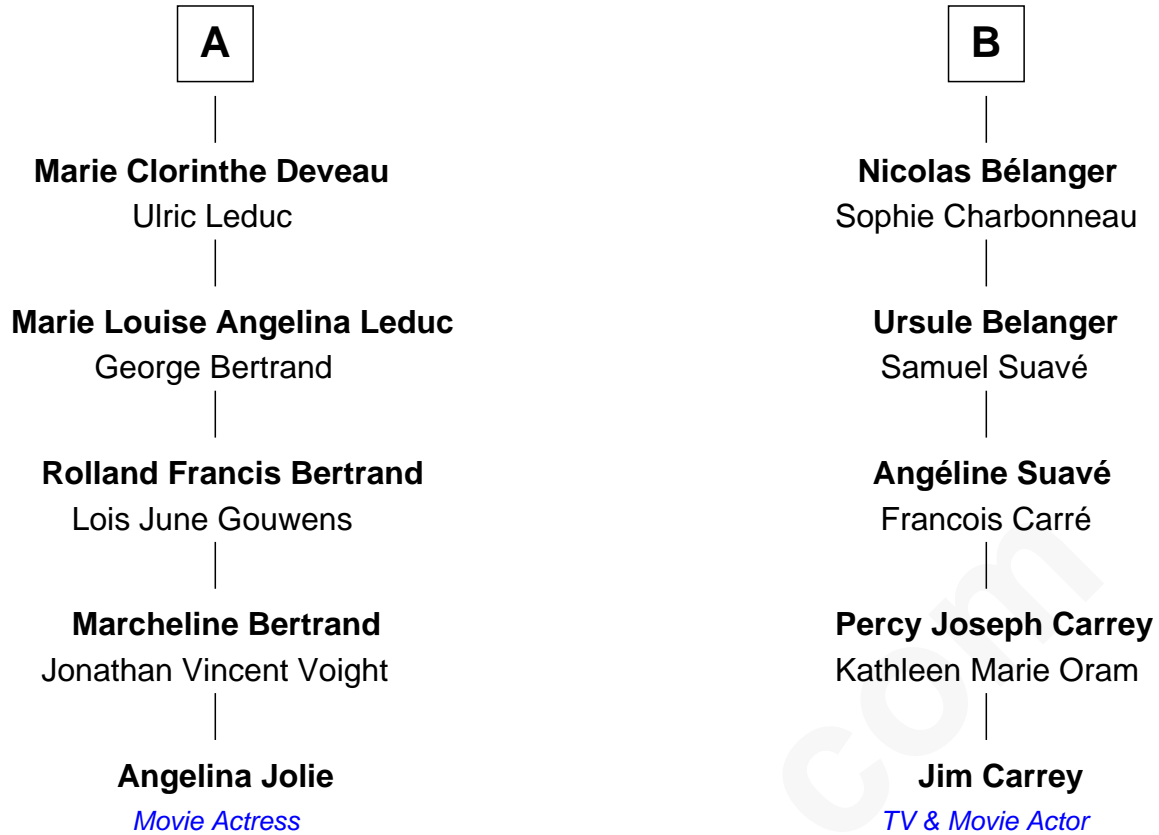 A
Marie Clorinthe Deveau
Ulric Leduc
Marie Louise Angelina Leduc
George Bertrand
Rolland Francis Bertrand
Lois June Gouwens
Marcheline Bertrand
Jonathan Vincent Voight
Angelina Jolie
Movie Actress
B
Nicolas Bélanger
Sophie Charbonneau
Ursule Belanger
Samuel Suavé
Angéline Suavé
Francois Carré
Percy Joseph Carrey
Kathleen Marie Oram
Jim Carrey
TV & Movie Actor
com